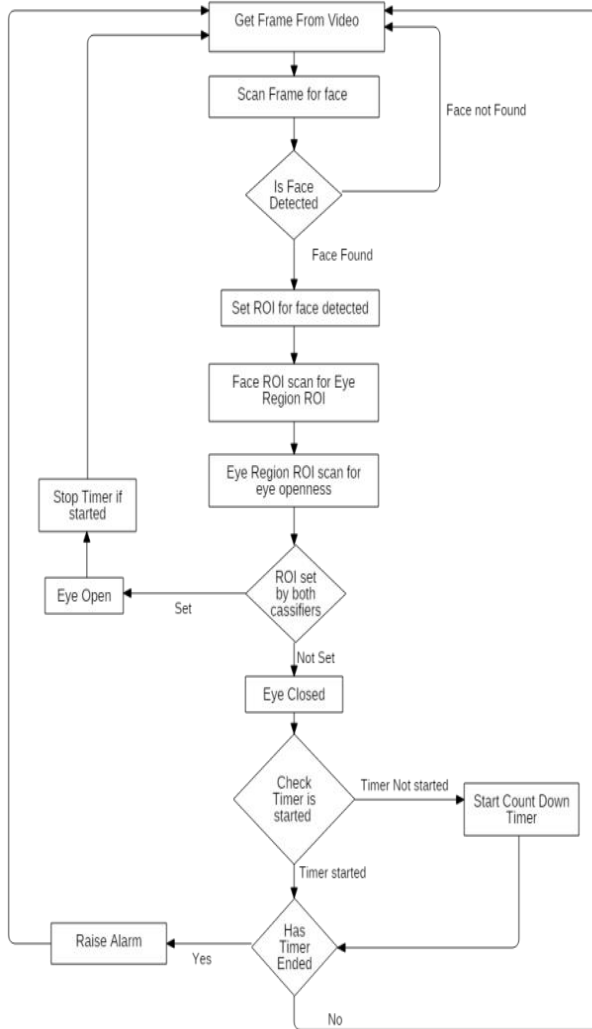 Get Frame From Video
Scan Frame for face
Face not Found
Is Face
Detected
Face Found
Set ROI for face detected
Face ROI scan for Eye
Region ROI
Eye Region ROI scan for
eye openness
Stop Timer if
started
ROI set
by both
cassifiers
Eye Open
Set
Not Set
Eye Closed
Check
Timer is
started
Timer Not started
Start Count Down
Timer
Timer started
Has
Timer
Ended
Raise Alarm
Yes
No